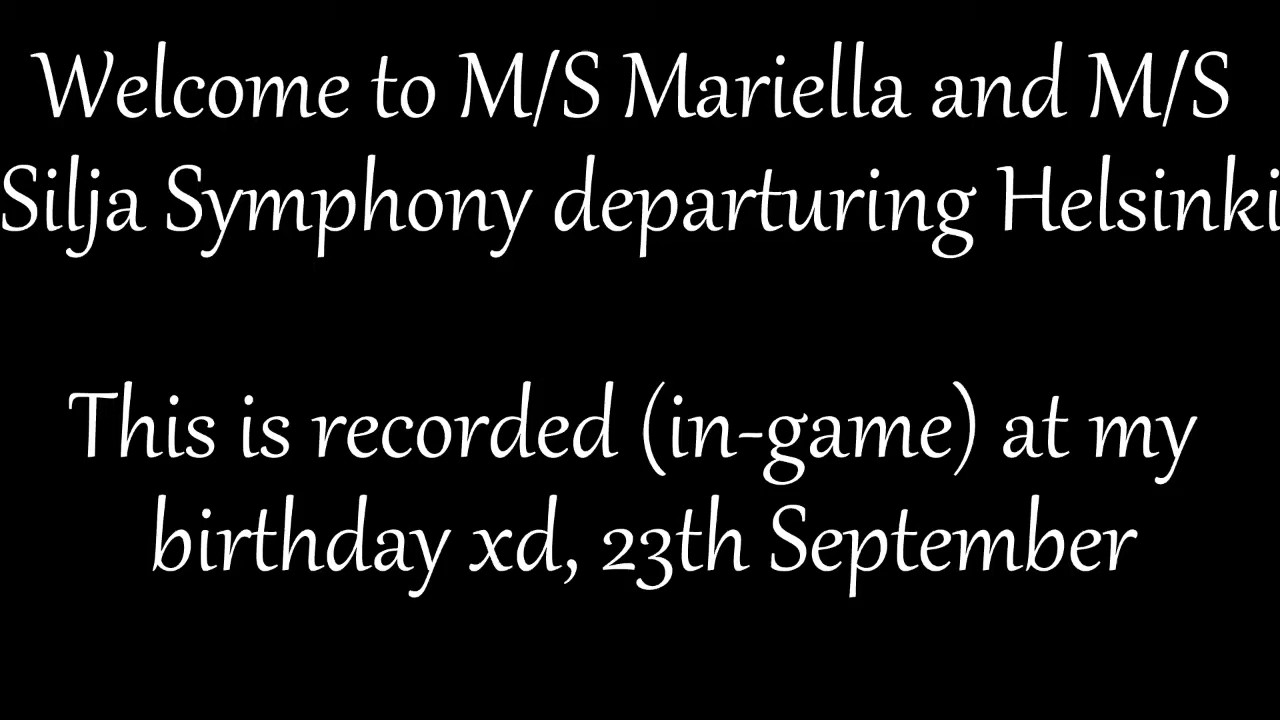 Welcome to M/S Mariella and M/S
Silja Symphony departuring Helsinki
This is recorded (in-game) at my
birthday xd, 23th September